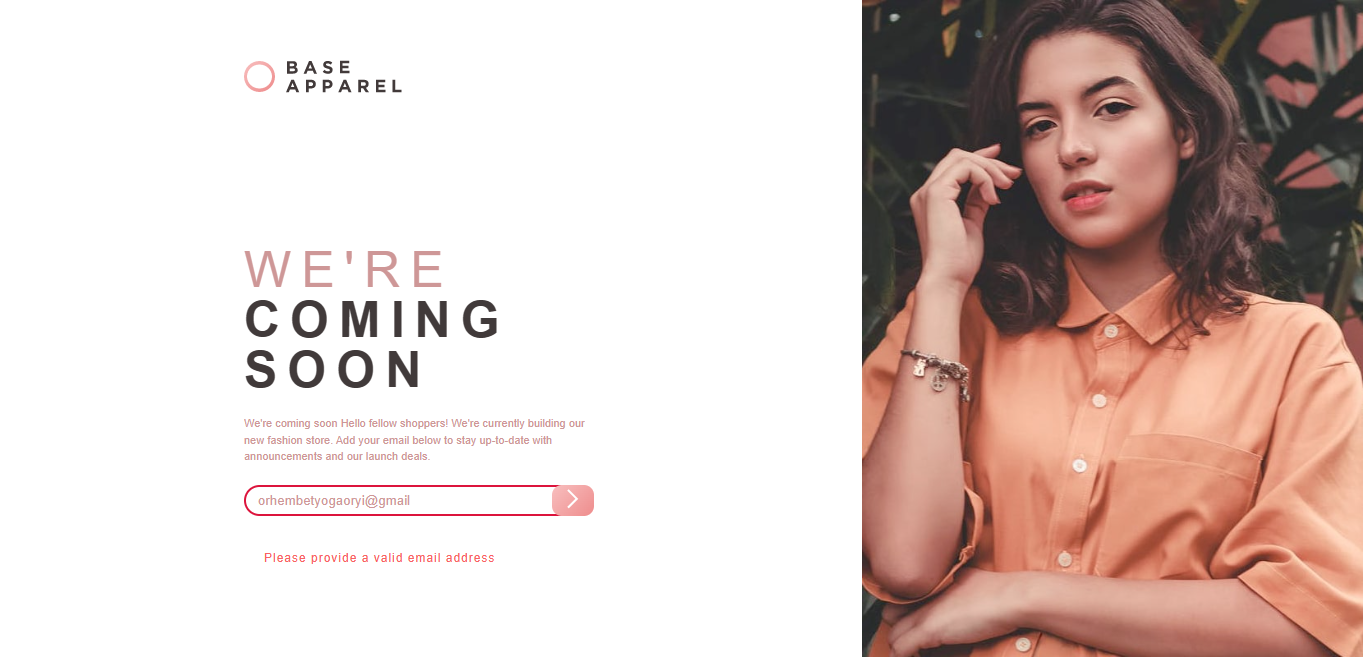 BASE
APPAREL
WE'RE
COMING
SOON
We're coming soon Hello fellow shoppers! We're currently building our
new fashion store. Add your email below to stay up-to-date with
announcements and our launch deals.
orhembetyogaoryi@gmail
Please provide a valid email address